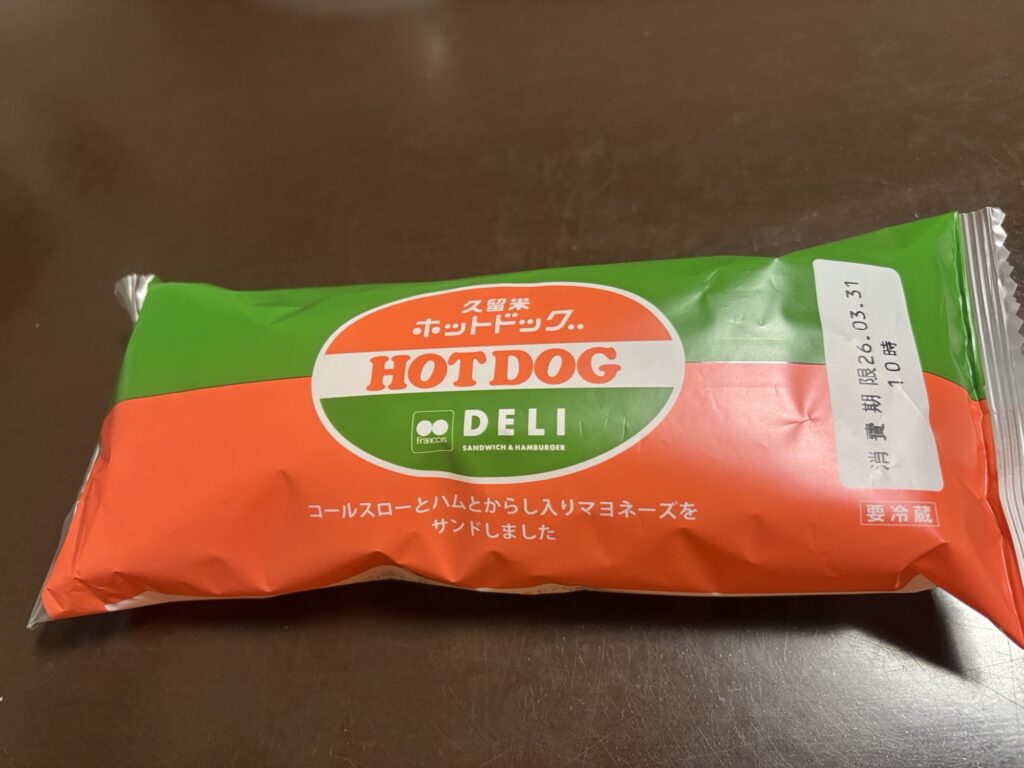 久留米
ホットドック..
HOT DOG
Francois
DELI
SANDWICH & HAMBURGER
コールスローとハムとからし入りマヨネーズを
サンドしました
消費期限26.03.31
10時
要冷蔵